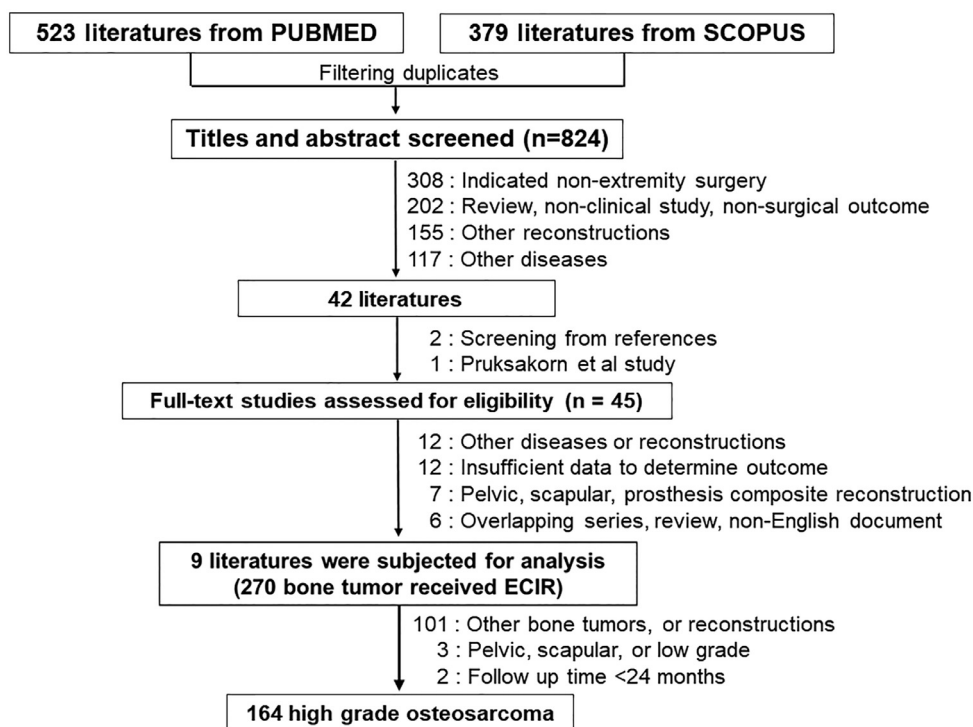 523 literatures from PUBMED
379 literatures from SCOPUS
Filtering duplicates
Titles and abstract screened (n=824)
308 : Indicated non-extremity surgery
202 : Review, non-clinical study, non-surgical outcome
155 : Other reconstructions
117 : Other diseases
42 literatures
2 : Screening from references
1 : Pruksakorn et al study
Full-text studies assessed for eligibility (n = 45)
12 : Other diseases or reconstructions
12 : Insufficient data to determine outcome
7 : Pelvic, scapular, prosthesis composite reconstruction
6 : Overlapping series, review, non-English document
9 literatures were subjected for analysis
(270 bone tumor received ECIR)
101 : Other bone tumors, or reconstructions
3 : Pelvic, scapular, or low grade
2 : Follow up time <24 months
164 high grade osteosarcoma